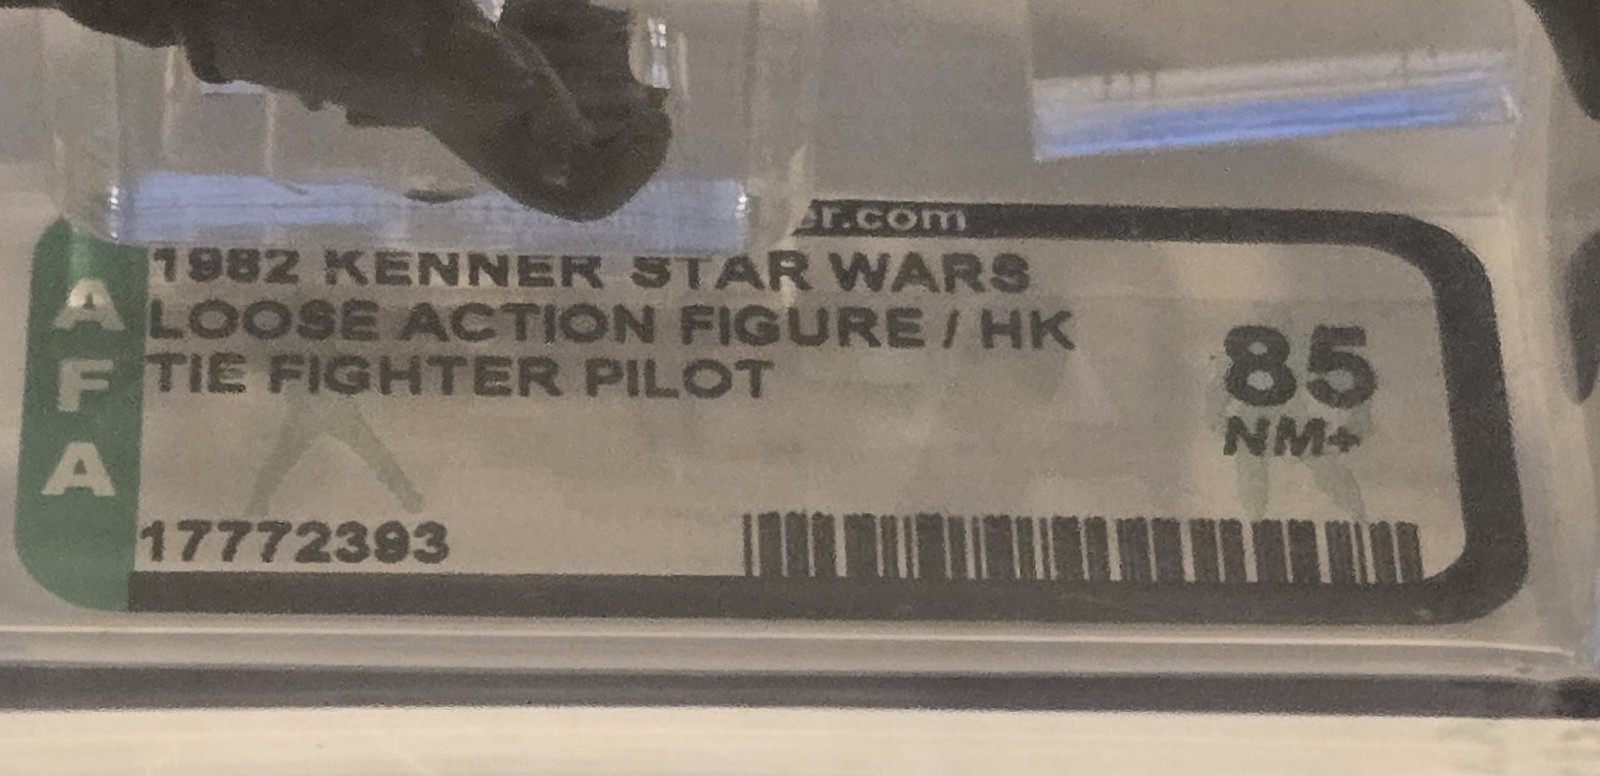 er.com
1982 KENNER STAR WARS
LOOSE ACTION FIGURE / HK
TIE FIGHTER PILOT
85
NM+
AFA
17772393